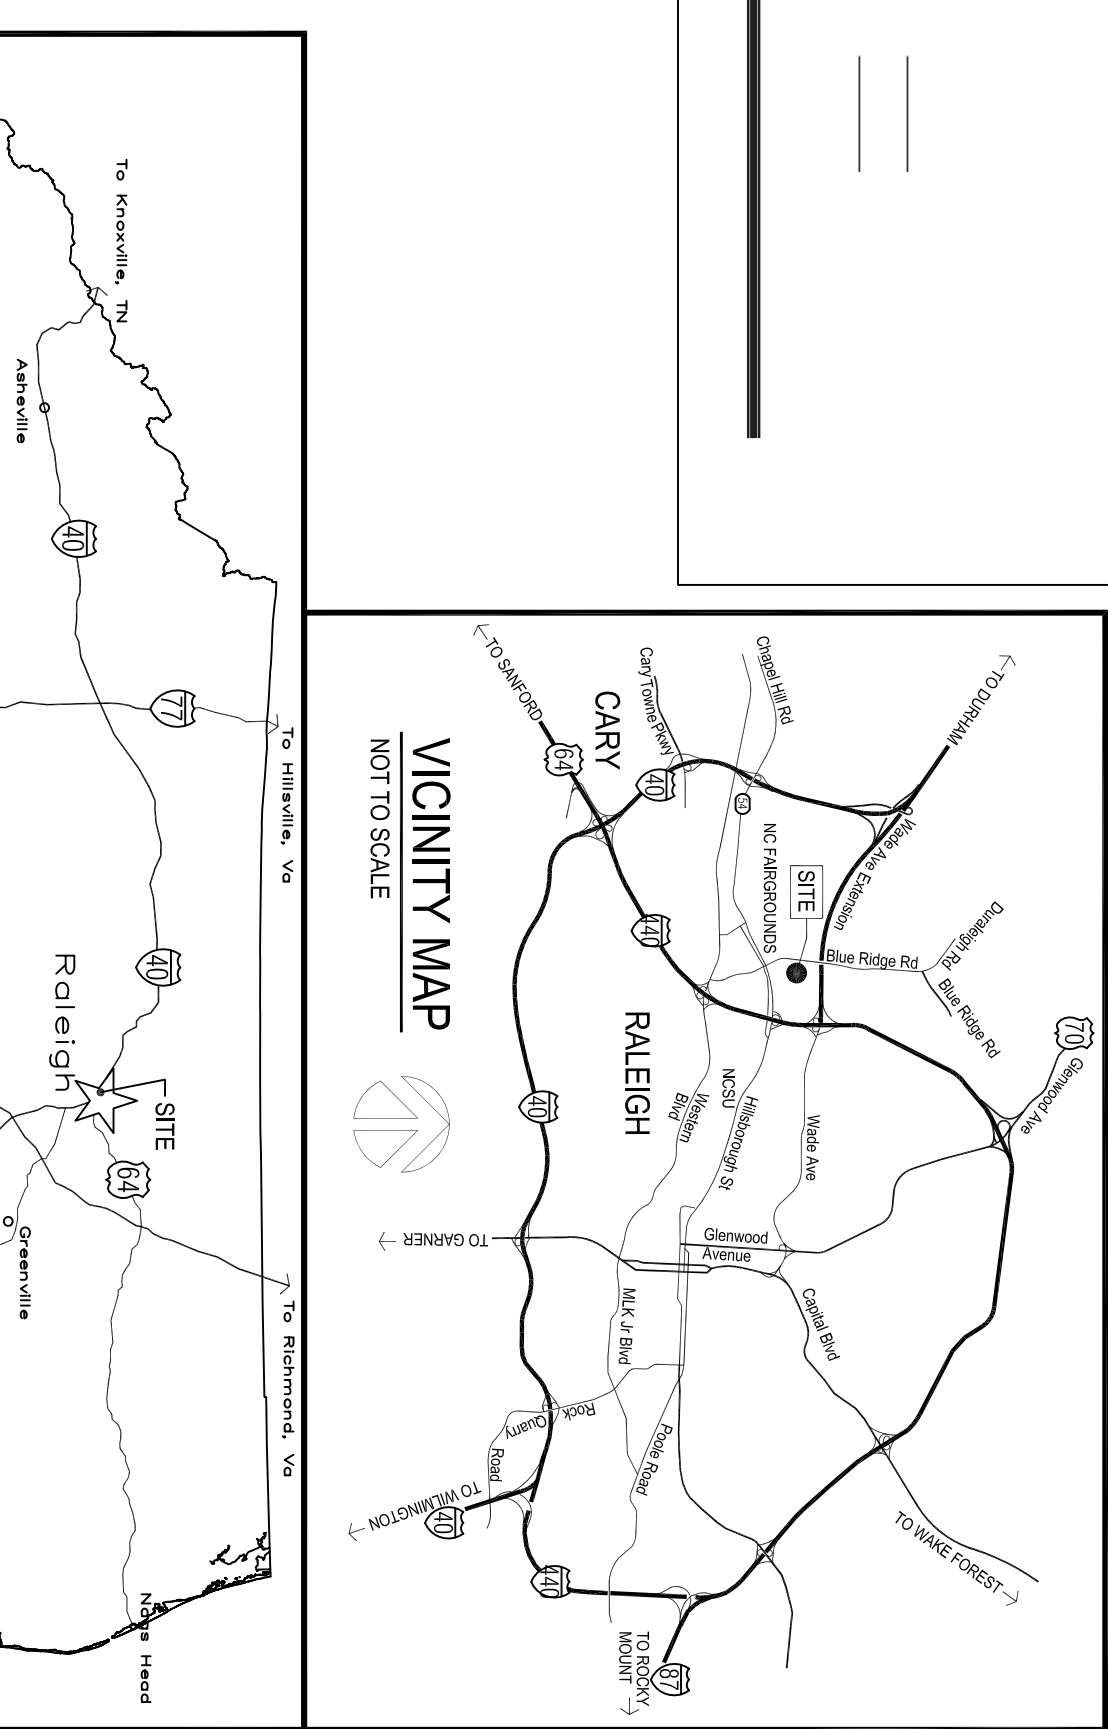 TO DURHAM
70
Glenwood Ave
Duraleigh Rd
Blue Ridge Rd
Blue Ridge Rd
Wade Ave Extension
SITE
NC FAIRGROUNDS
Chapel Hill Rd
54
Cary Towne Pkwy
CARY
40
TO SANFORD
64
440
RALEIGH
NCSU
Wade Ave
Hillsborough St
Western
Blvd
Glenwood
Avenue
Capital Blvd
TO WAKE FOREST
MLK Jr Blvd
Poole Road
Rock
Quarry
Road
40
TO GARNER
TO WILMINGTON
40
440
87
TO ROCKY
MOUNT
VICINITY MAP
NOT TO SCALE
To Hillsville, Va
To Richmond, Va
77
To Knoxville, TN
Asheville
40
40
Raleigh
SITE
64
Greenville
Nags Head